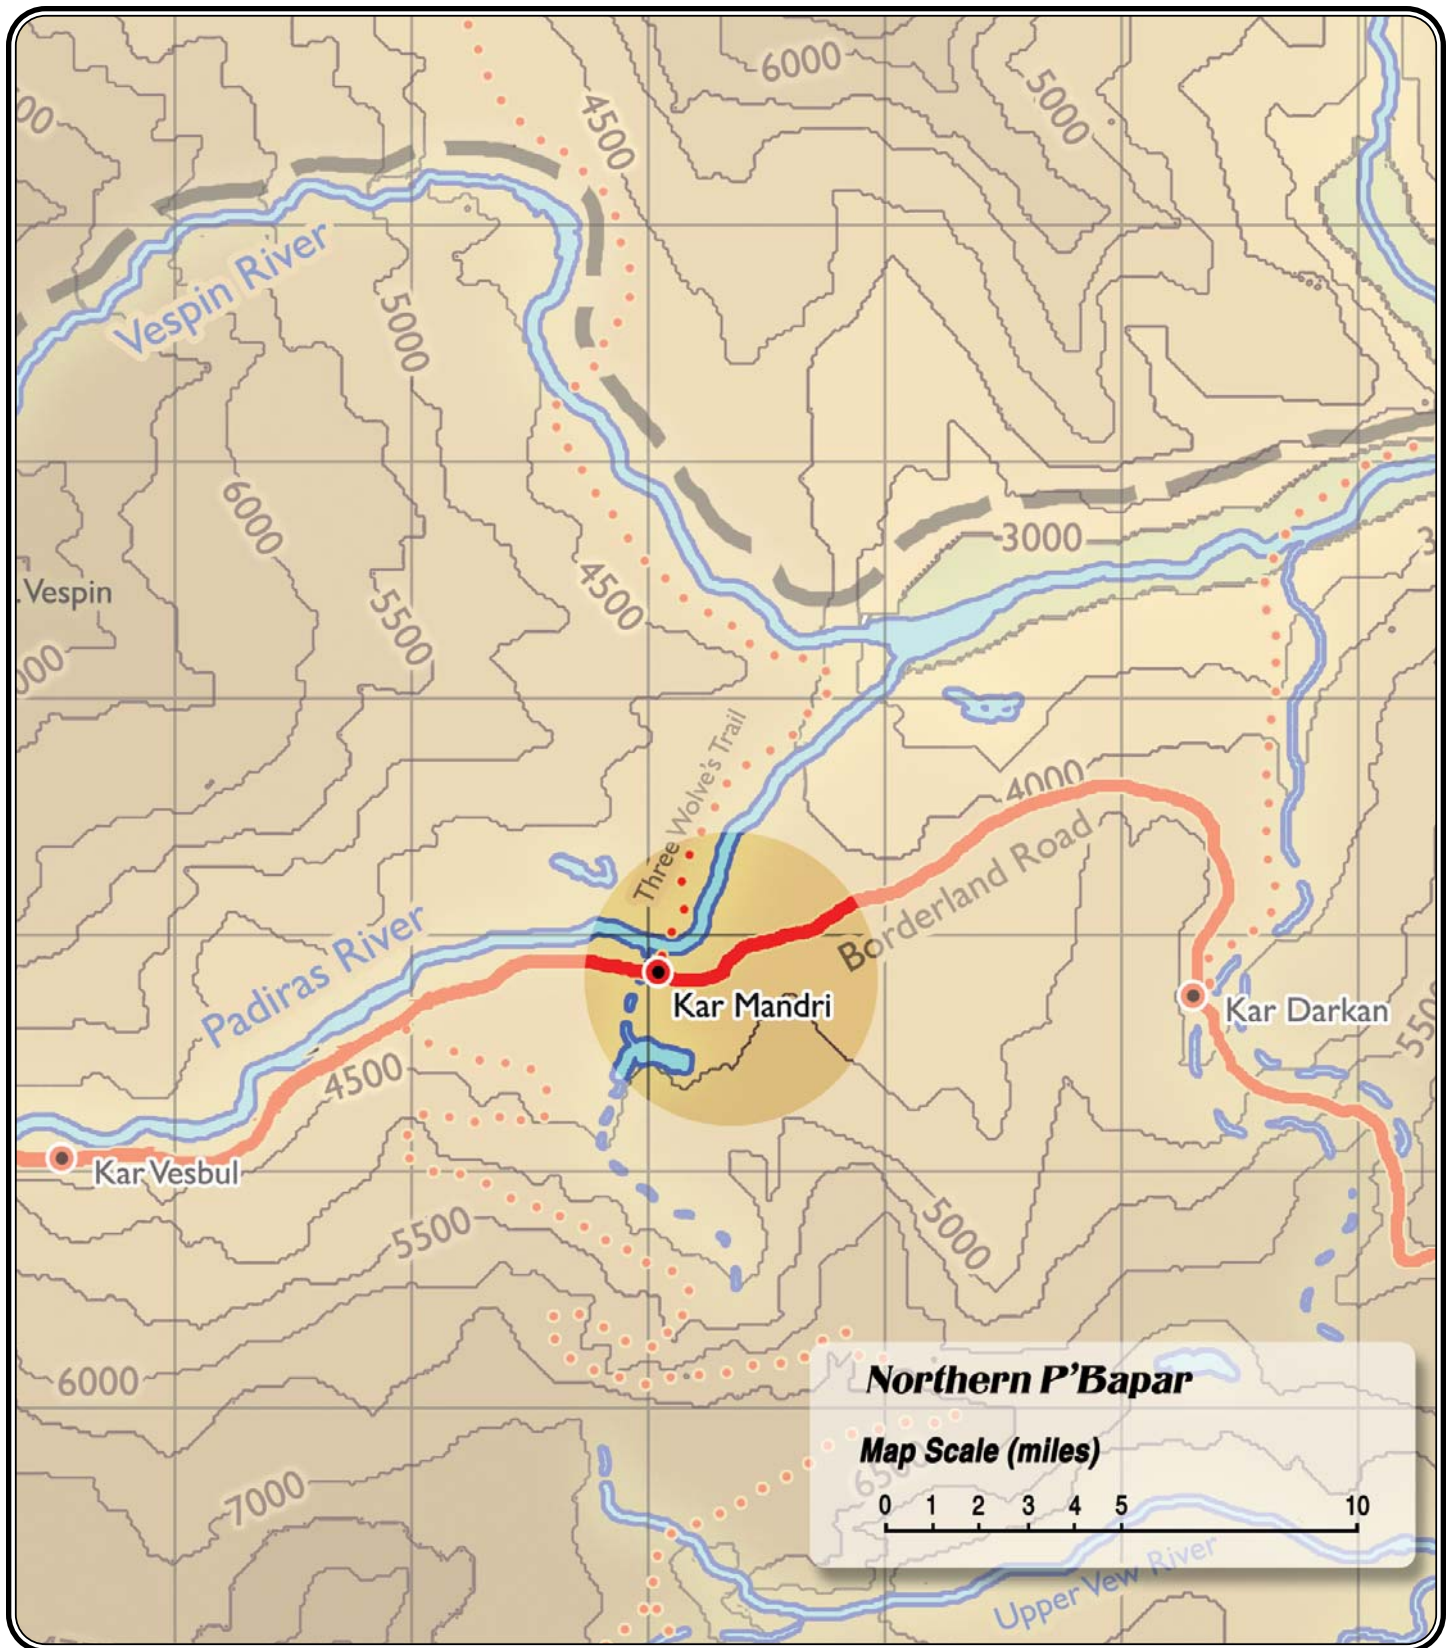 6000
5000
4500
Vespin River
5000
6000
3000
.Vespin
4500
5500
Three Wolve's Trail
4000
Borderland Road
Padiras River
Kar Mandri
Kar Darkan
4500
Kar Vesbul
5500
5000
6000
Northern P'Bapar
Map Scale (miles)
6500
0 1 2 3 4 5 10
7000
Upper Vew River